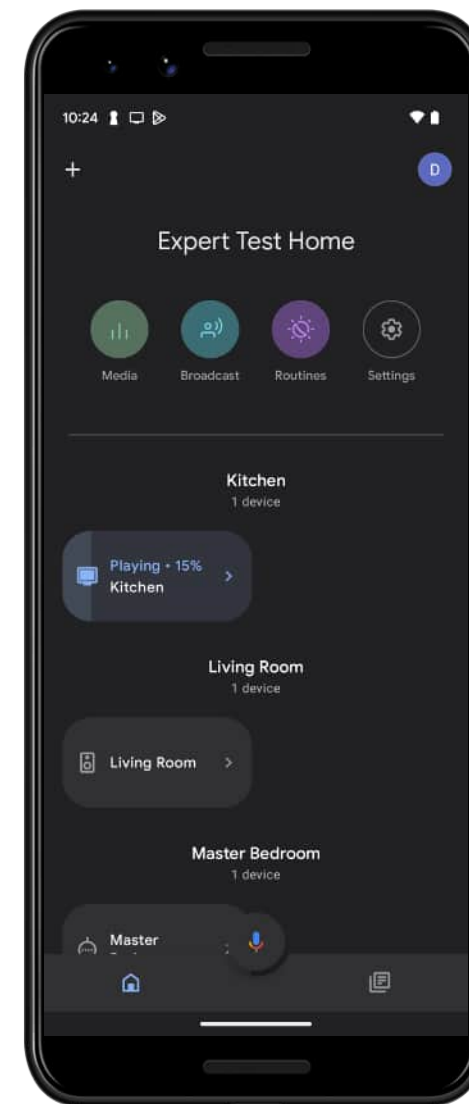 10:24
D
Expert Test Home
Media Broadcast Routines Settings
Kitchen
1 device
Playing • 15%
Kitchen
Living Room
1 device
Living Room
Master Bedroom
1 device
Master